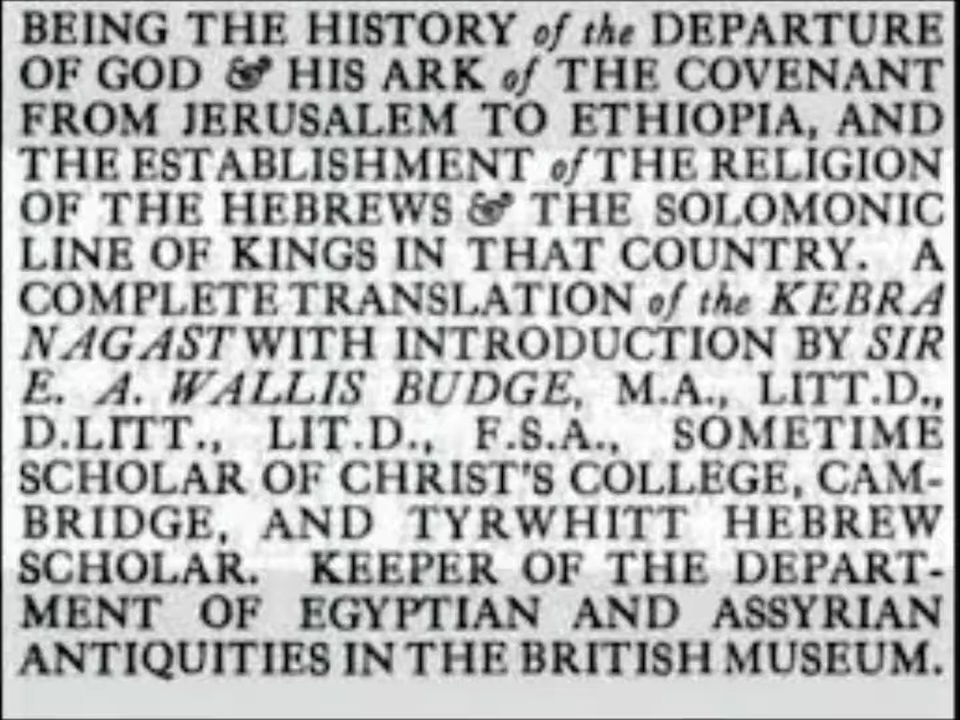 BEING THE HISTORY of the DEPARTURE
OF GOD & HIS ARK of THE COVENANT
FROM JERUSALEM TO ETHIOPIA, AND
THE ESTABLISHMENT of THE RELIGION
OF THE HEBREWS & THE SOLOMONIC
LINE OF KINGS IN THAT COUNTRY. A
COMPLETE TRANSLATION of the KEBRA
NAGAST WITH INTRODUCTION BY SIR
E. A. WALLIS BUDGE, M.A., LITT.D.,
D.LITT., LIT.D., F.S.A., SOMETIME
SCHOLAR OF CHRIST'S COLLEGE, CAM-
BRIDGE, AND TYRWHITT HEBREW
SCHOLAR. KEEPER OF THE DEPART-
MENT OF EGYPTIAN AND ASSYRIAN
ANTIQUITIES IN THE BRITISH MUSEUM.